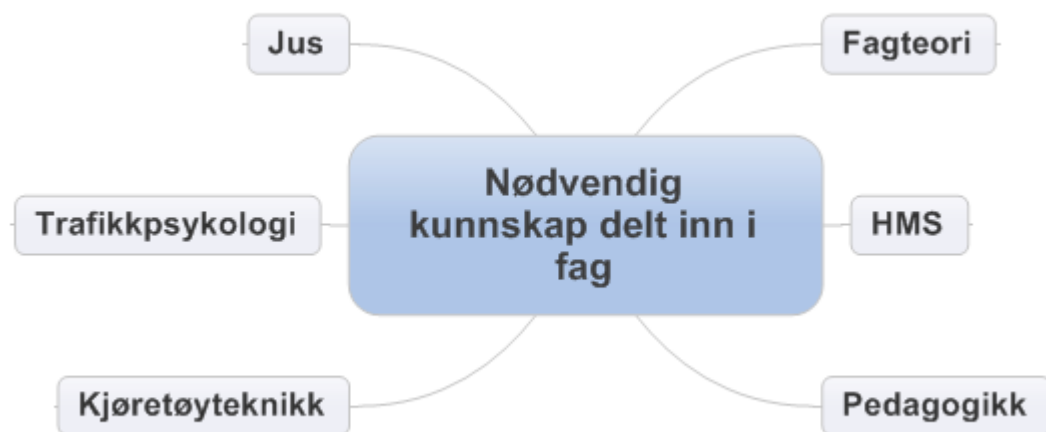 Jus
Fagteori
Nødvendig
kunnskap delt inn i
fag
Trafikkpsykologi
HMS
Kjøretøyteknikk
Pedagogikk